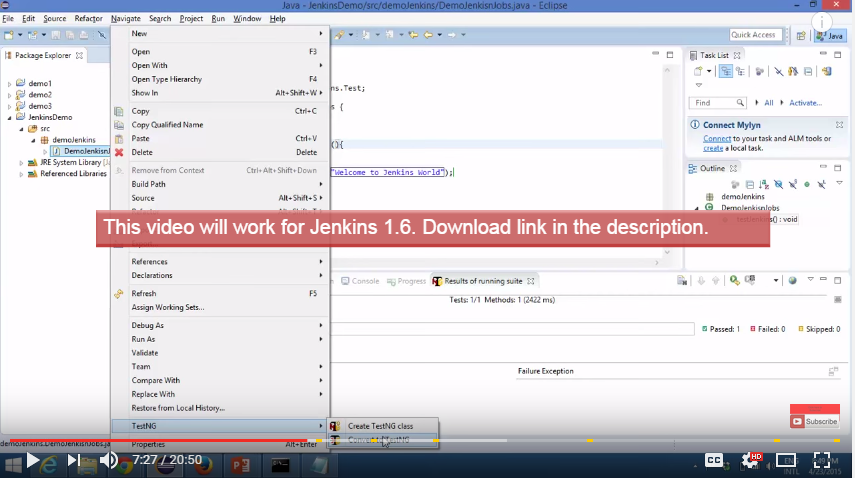 Java - JenkinsDemo/src/demoJenkins/DemoJenkisnJobs.java - Eclipse
File Edit Source Refactor Navigate Search Project Run Window Help
Quick Access
Java
Package Explorer
demo1
demo2
demo3
JenkinsDemo
src
demoJenkins
DemoJenkisnJ
JRE System Library [
Referenced Libraries
New
Open F3
Open With
Open Type Hierarchy F4
Show In Alt+Shift+W
Copy Ctrl+C
Copy Qualified Name
Paste Ctrl+V
Delete Delete
Remove from Context Ctrl+Alt+Shift+Down
Build Path
Source Alt+Shift+S
References
Declarations
Refresh F5
Assign Working Sets...
Debug As
Run As
Validate
Team
Compare With
Replace With
Restore from Local History...
TestNG
Properties Alt+Enter
Create TestNG class
Convert to TestNG
ns.Test;
s {
(){
"Welcome to Jenkins World");
Task List
Find All Activate...
Connect Mylyn
Connect to your task and ALM tools or
create a local task.
Outline
demoJenkins
DemoJenkisnJobs
: void
This video will work for Jenkins 1.6. Download link in the description.
Console Progress Results of running suite
Tests: 1/1 Methods: 1 (2422 ms)
Passed: 1 Failed: 0 Skipped: 0
Failure Exception
Subscribe
demoJenkins.DemoJenkisnJobs.java
7:27 / 20:50
CC HD
INTL 4/23/2015